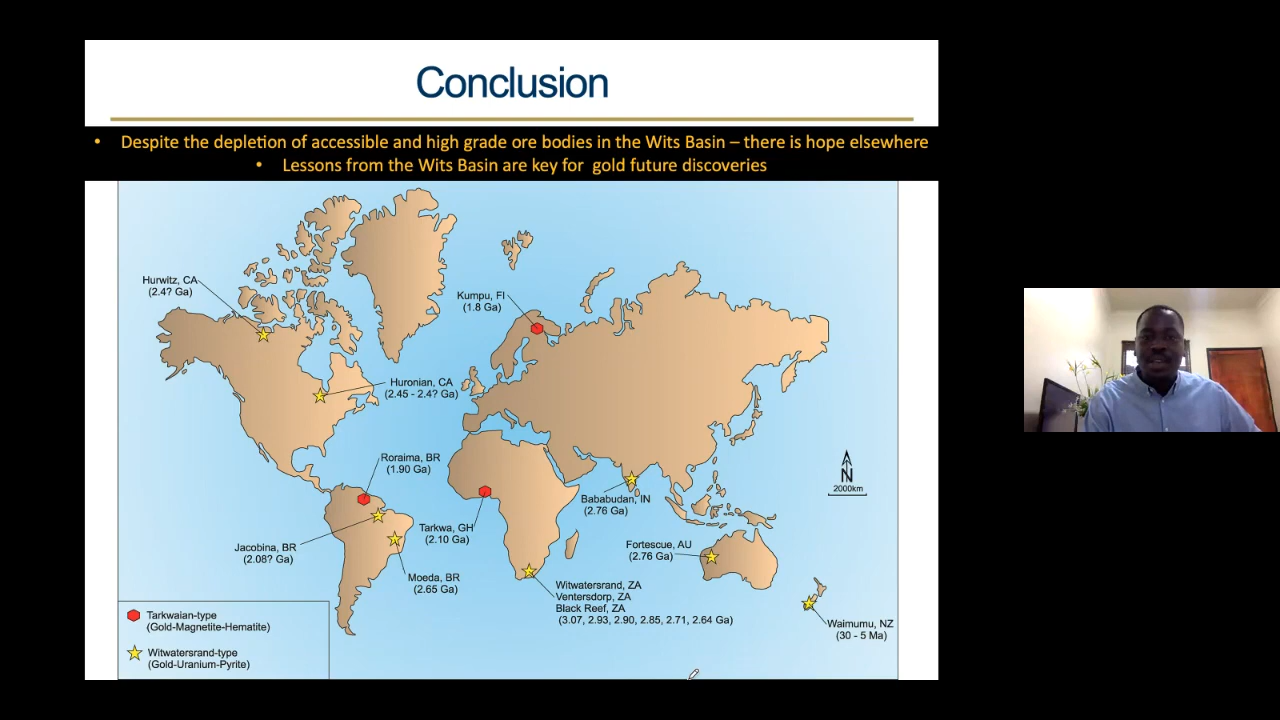 Conclusion
• Despite the depletion of accessible and high grade ore bodies in the Wits Basin – there is hope elsewhere
• Lessons from the Wits Basin are key for gold future discoveries
Hurwitz, CA
(2.4? Ga)
Kumpu, FI
(1.8 Ga)
Huronian, CA
(2.45 - 2.4? Ga)
Roraima, BR
(1.90 Ga)
N
2000km
Bababudan, IN
(2.76 Ga)
Tarkwa, GH
(2.10 Ga)
Jacobina, BR
(2.08? Ga)
Fortescue, AU
(2.76 Ga)
Moeda, BR
(2.65 Ga)
Witwatersrand, ZA
Ventersdorp, ZA
Black Reef, ZA
(3.07, 2.93, 2.90, 2.85, 2.71, 2.64 Ga)
Waimumu, NZ
(30 - 5 Ma)
Tarkwaian-type
(Gold-Magnetite-Hematite)
Witwatersrand-type
(Gold-Uranium-Pyrite)